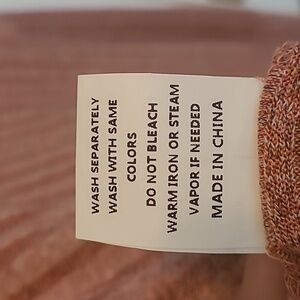 WASH SEPARATELY
WASH WITH SAME
COLORS
DO NOT BLEACH
WARM IRON OR STEAM
VAPOR IF NEEDED
MADE IN CHINA